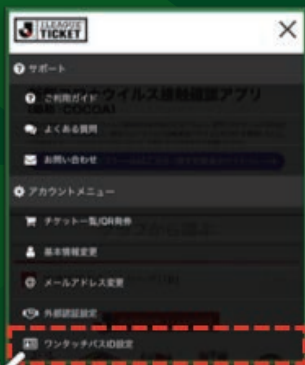 J.LEAGUE
TICKET
サポート
ご利用ガイド
よくある質問
お問い合わせ
アカウントメニュー
チケット一覧/QR発券
基本情報変更
メールアドレス変更
外部認証設定
ワンタッチパスID設定